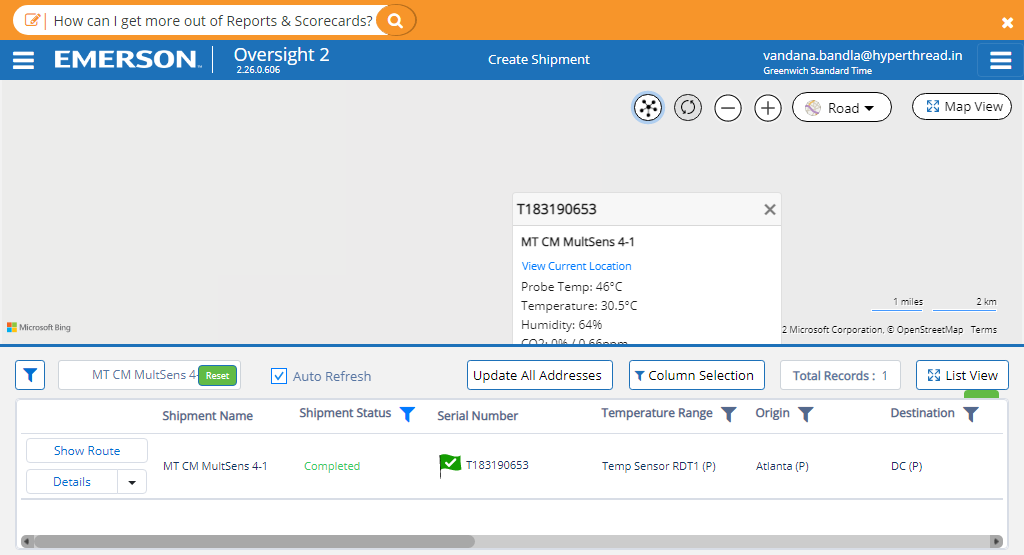 How can I get more out of Reports & Scorecards?
EMERSON
Oversight 2
2.26.0.606
Create Shipment
vandana.bandla@hyperthread.in
Greenwich Standard Time
Road
Map View
T183190653
MT CM MultSens 4-1
View Current Location
Probe Temp: 46°C
Temperature: 30.5°C
Humidity: 64%
CO2: 0% / 0.66ppm
1 miles
2 km
Microsoft Bing
2 Microsoft Corporation, © OpenStreetMap Terms
MT CM MultSens 4-
Reset
Auto Refresh
Update All Addresses
Column Selection
Total Records : 1
List View
Shipment Name
Shipment Status
Serial Number
Temperature Range
Origin
Destination
Show Route
Details
MT CM MultSens 4-1
Completed
T183190653
Temp Sensor RDT1 (P)
Atlanta (P)
DC (P)